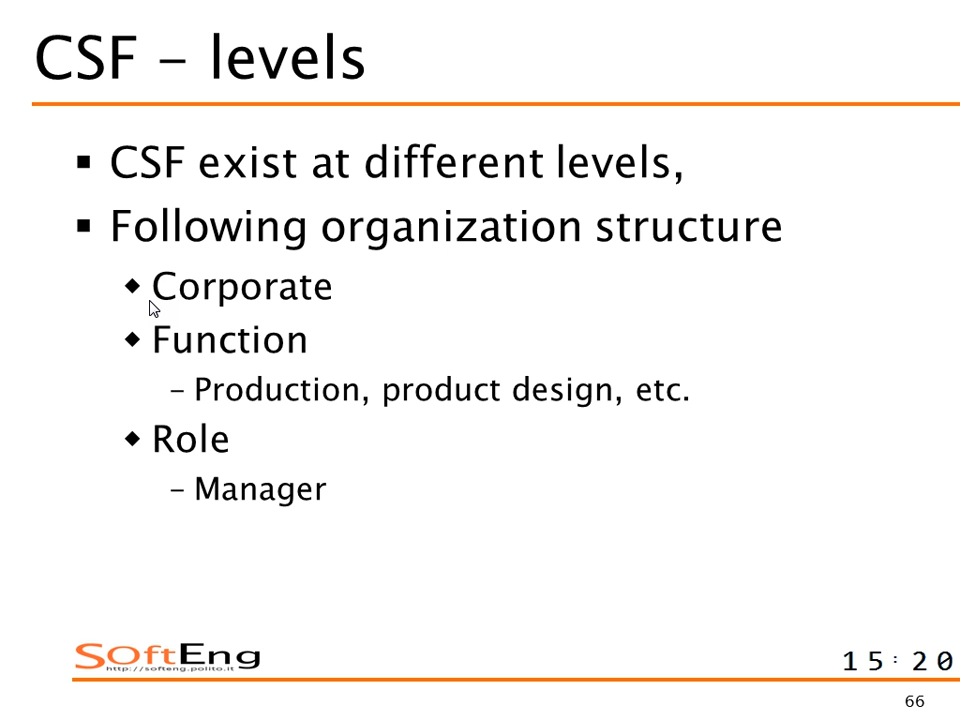 CSF – levels
CSF exist at different levels,
Following organization structure
Corporate
Function
– Production, product design, etc.
Role
– Manager
SOftEng
http://softeng.polito.it
15:20
66